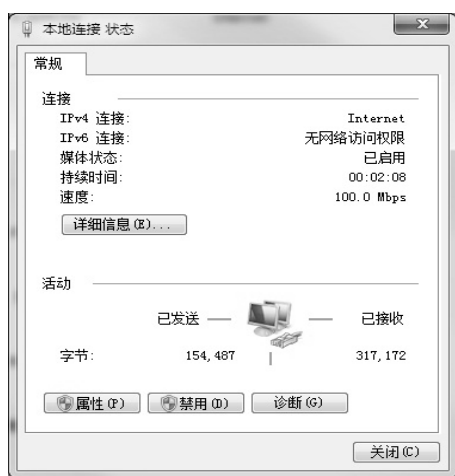 本地连接 状态
常规
连接
IPv4 连接: Internet
IPv6 连接: 无网络访问权限
媒体状态: 已启用
持续时间: 00:02:08
速度: 100.0 Mbps
详细信息(E)...
活动
已发送 — — 已接收
字节: 154,487 | 317,172
属性(P) 禁用(D) 诊断(G)
关闭(C)